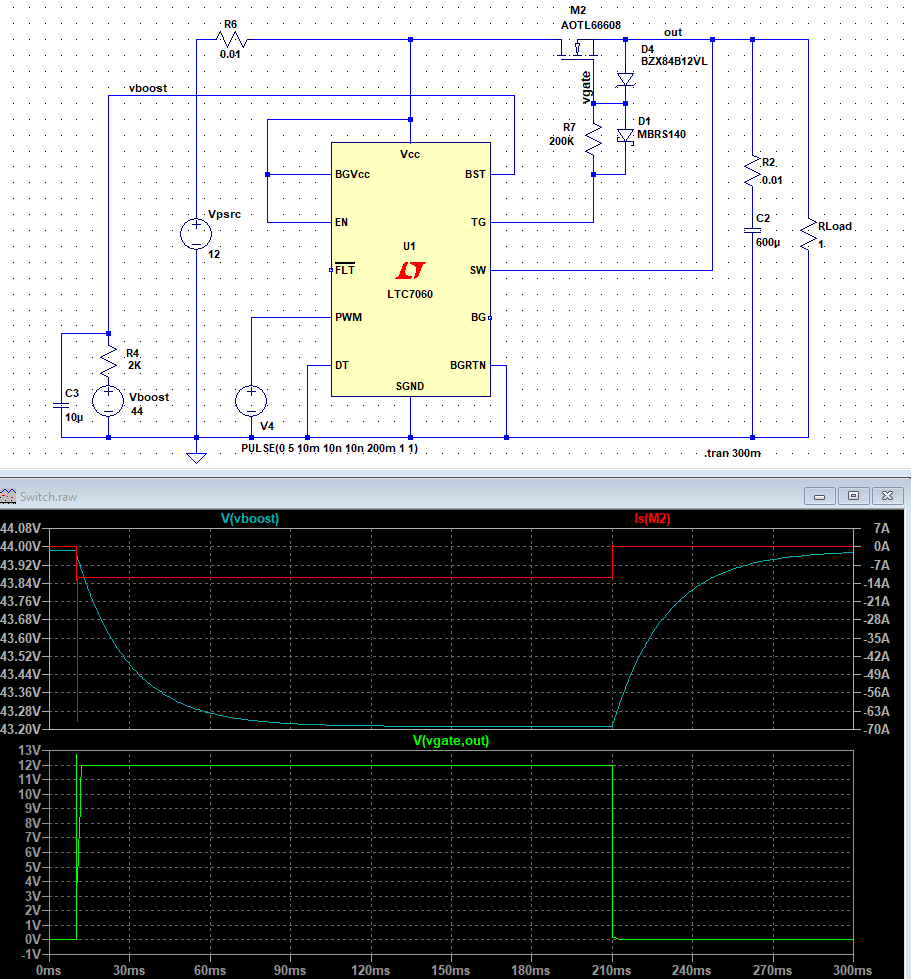 M2
AOTL66608
R6
0.01
out
D4
BZX84B12VL
vboost
vgate
D1
MBRS140
R7
200K
Vcc
BGVcc
BST
R2
0.01
EN
TG
Vpsrc
12
C2
600µ
RLoad
1
U1
FLT
SW
LTC7060
PWM
BG
R4
2K
DT
BGRTN
SGND
C3
10µ
Vboost
44
V4
PULSE(0 5 10m 10n 10n 200m 1 1)
.tran 300m
Switch.raw
V(vboost)
Is(M2)
44.08V
7A
44.00V
0A
43.92V
-7A
43.84V
-14A
43.76V
-21A
43.68V
-28A
43.60V
-35A
43.52V
-42A
43.44V
-49A
43.36V
-56A
43.28V
-63A
43.20V
-70A
V(vgate,out)
13V
12V
11V
10V
9V
8V
7V
6V
5V
4V
3V
2V
1V
0V
-1V
0ms 30ms 60ms 90ms 120ms 150ms 180ms 210ms 240ms 270ms 300ms